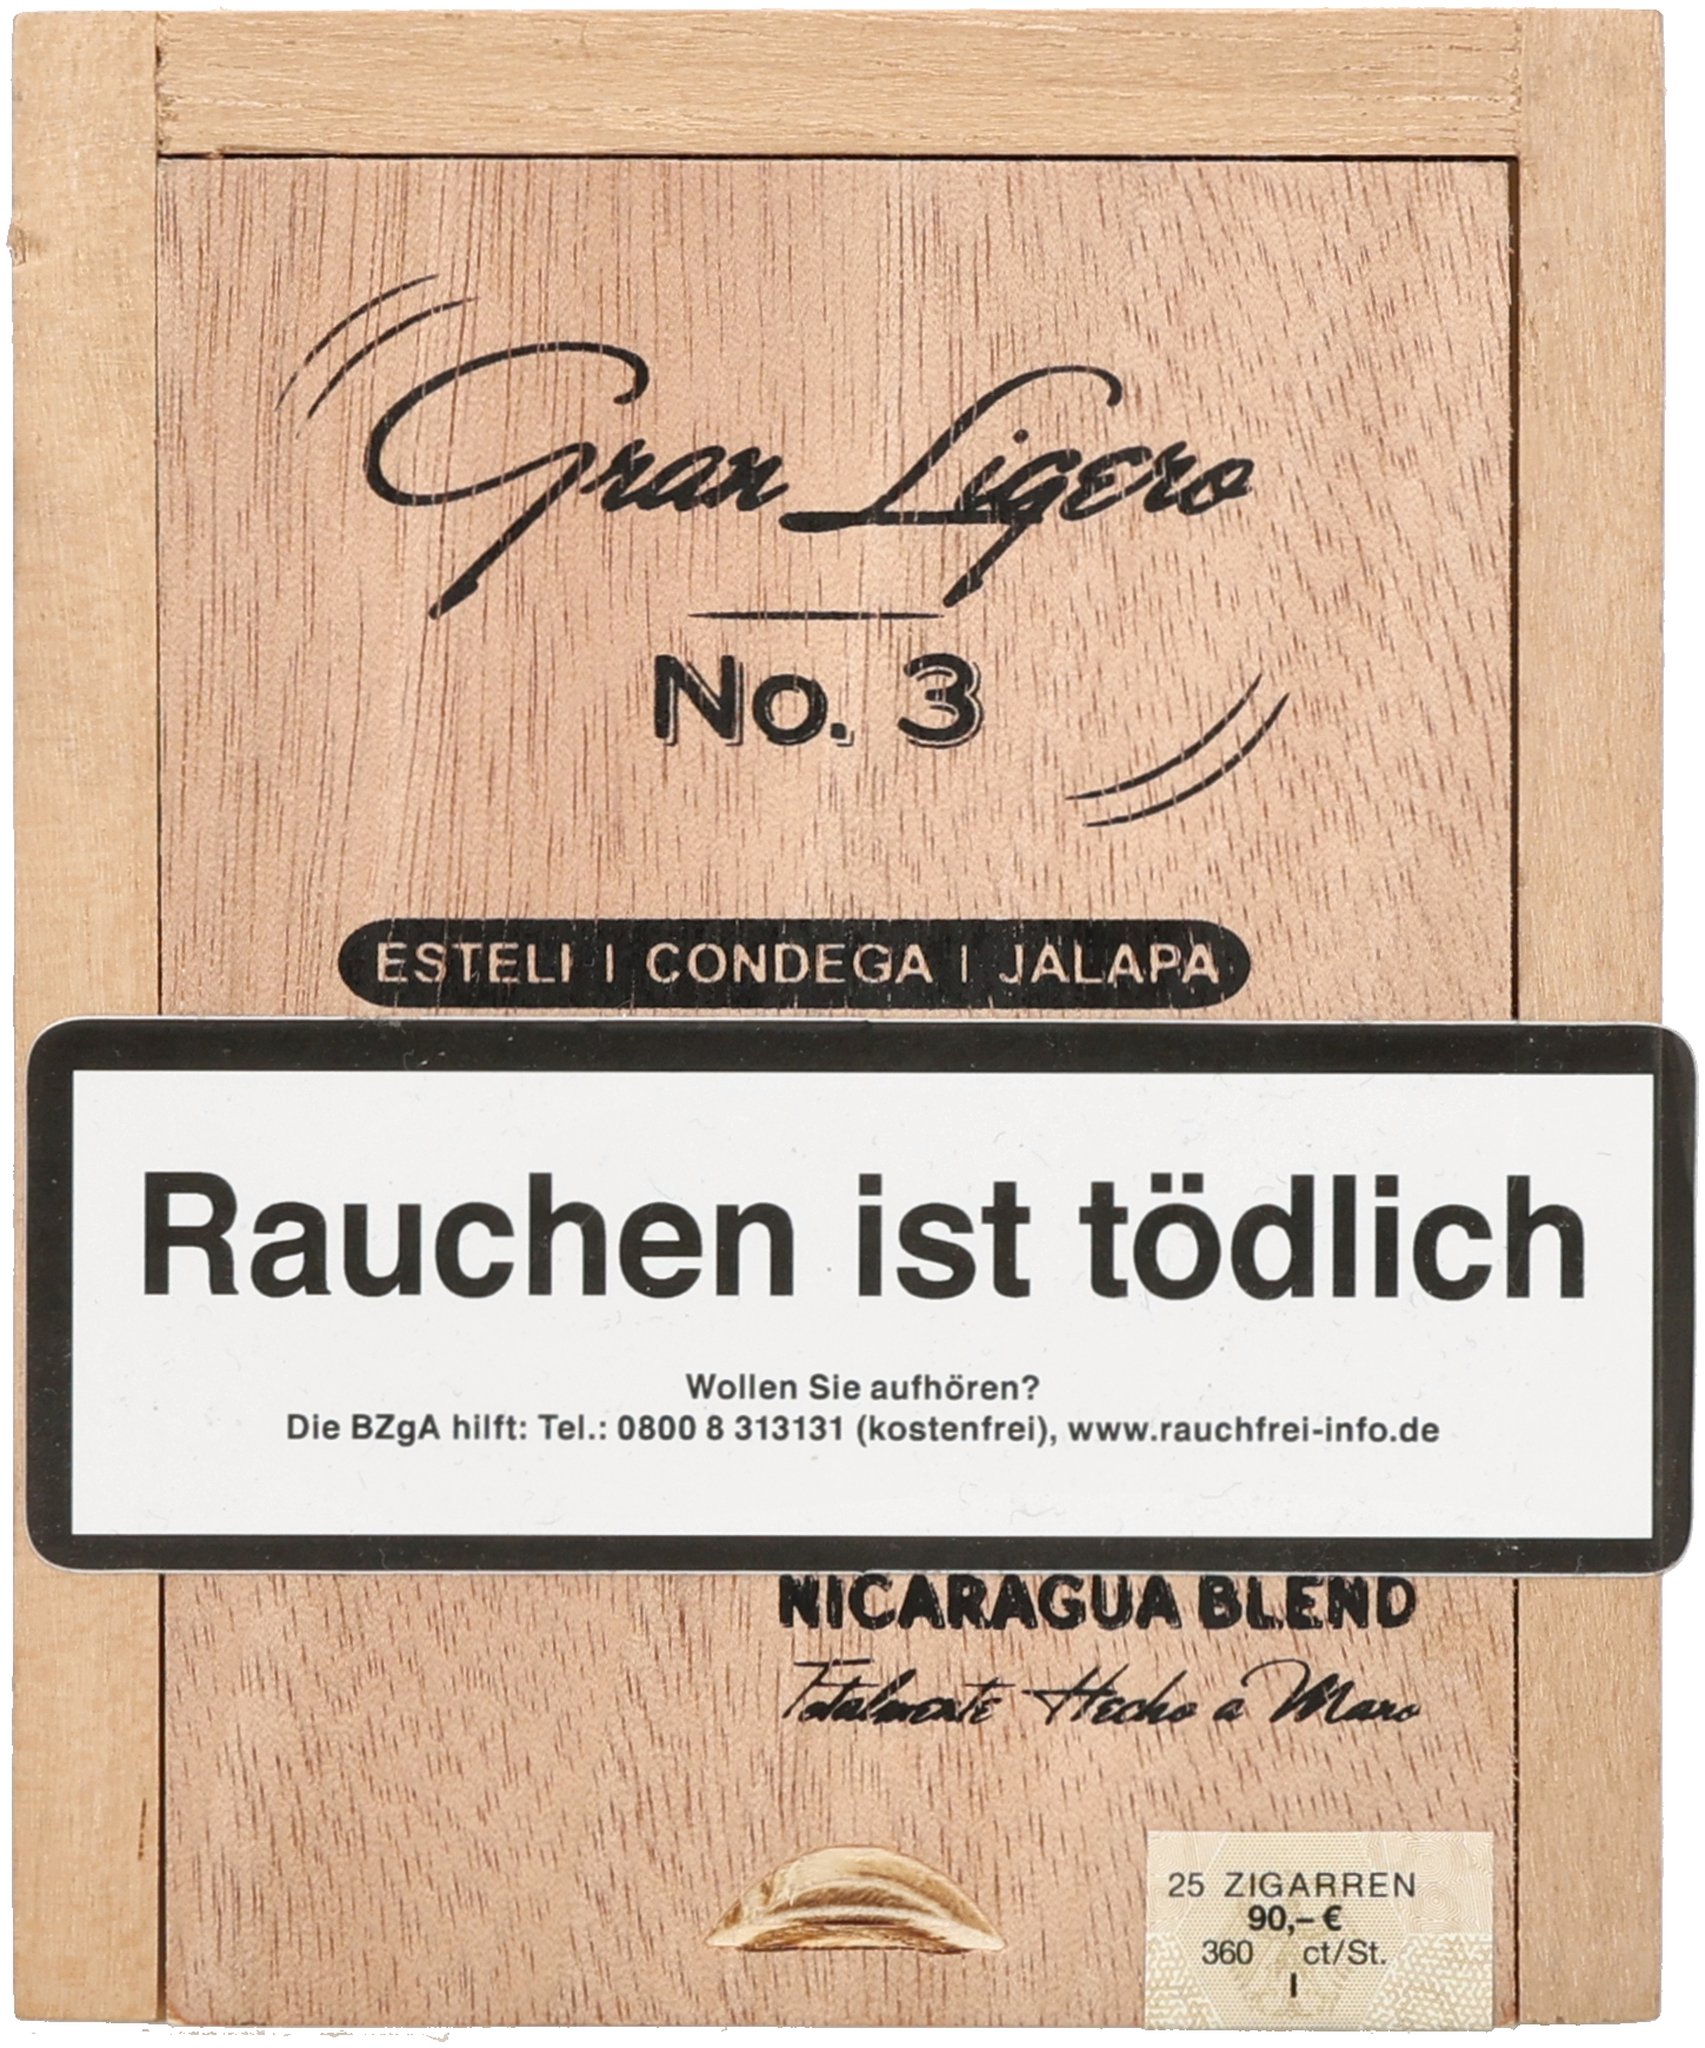 Gran Ligero
No. 3
ESTELI | CONDEGA | JALAPA
Rauchen ist tödlich
Wollen Sie aufhören?
Die BZgA hilft: Tel.: 0800 8 313131 (kostenfrei), www.rauchfrei-info.de
NICARAGUA BLEND
Totalmente Hecho a Mano
25 ZIGARREN
90,– €
360 ct/St.
I